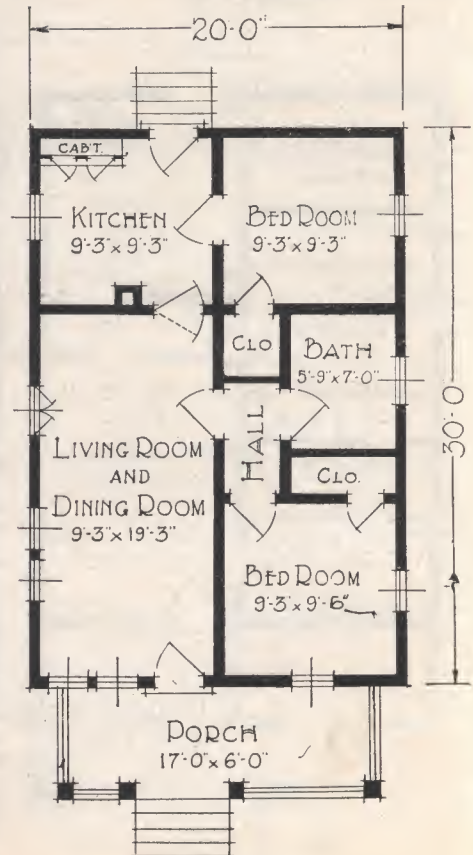 20'-0"
CAB'T.
KITCHEN
9'-3" x 9'-3"
BED ROOM
9'-3" x 9'-3"
CLO
BATH
5'-9" x 7'-0"
HALL
30'-0
LIVING ROOM
AND
DINING ROOM
9'-3" x 19'-3"
CLO.
BED ROOM
9'-3" x 9'-6"
PORCH
17'-0" x 6'-0"